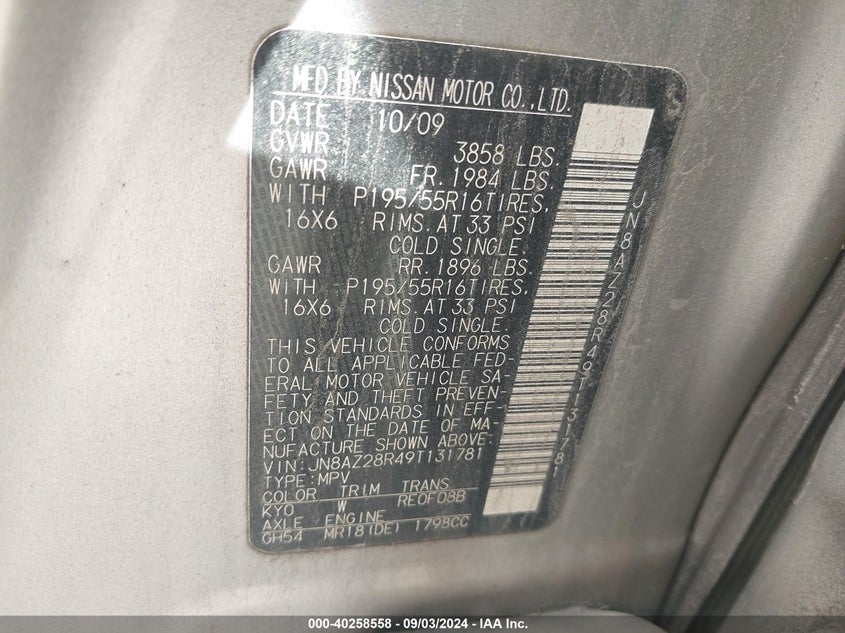 MFD BY NISSAN MOTOR CO.,LTD.
DATE 10/09
GVWR 3858 LBS.
GAWR FR. 1984 LBS.
WITH P195/55R16TIRES,
16X6 RIMS. AT 33 PSI
COLD SINGLE.
GAWR RR. 1896 LBS.
WITH P195/55R16TIRES,
16X6 RIMS. AT 33 PSI
COLD SINGLE.
THIS VEHICLE CONFORMS
TO ALL APPLICABLE FED-
ERAL MOTOR VEHICLE SA-
FETY AND THEFT PREVEN-
TION STANDARDS IN EFF-
ECT ON THE DATE OF MA-
NUFACTURE SHOWN ABOVE:
VIN:JN8AZ28R49T131781
TYPE:MPV
COLOR TRIM TRANS
KYO W RE0F08B
AXLE ENGINE
GH54 MR18(DE) 1798CC
JN8AZ28R49T131781
000-40258558 - 09/03/2024 - IAA Inc.